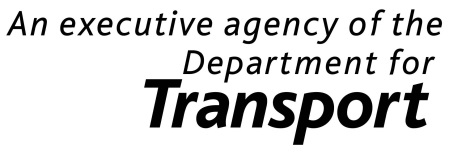 An executive agency of the
Department for
Transport